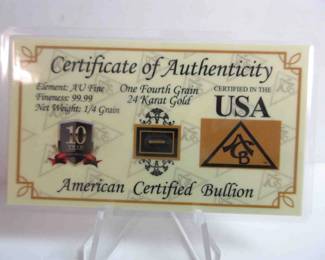 Certificate of Authenticity
Element: AU Fine
Fineness: 99.99
Net Weight: 1/4 Grain
One Fourth Grain
24 Karat Gold
CERTIFIED IN THE
USA
10
YEAR
ACB
American Certified Bullion